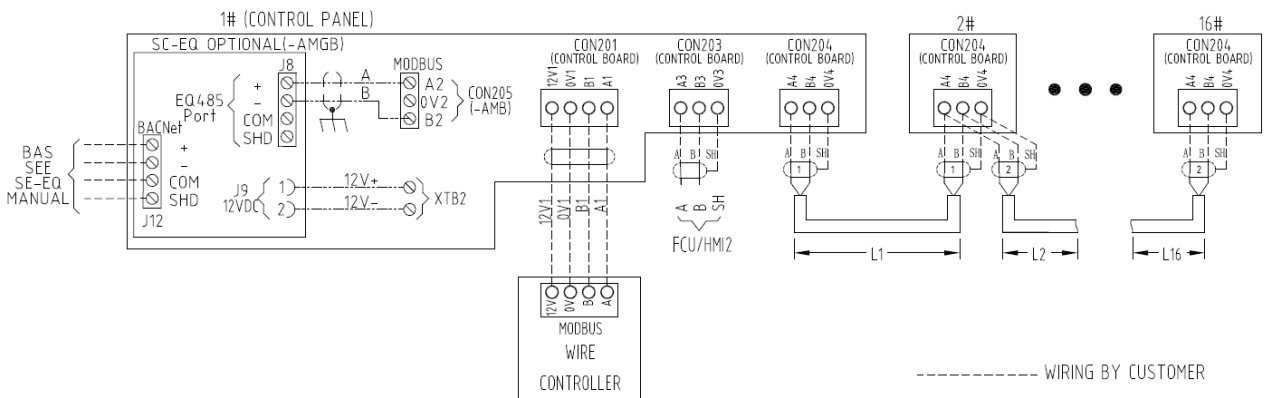 1# (CONTROL PANEL)
SC-EQ OPTIONAL(-AMGB)
J8
EQ485
Port
+
-
COM
SHD
A
B
MODBUS
A2
0V2
B2
CON205
(-AMB)
BACNet
+
-
COM
SHD
J12
BAS
SEE
SE-EQ
MANUAL
J9
12VDC
1
2
12V+
12V-
XTB2
CON201
(CONTROL BOARD)
12V1
0V1
B1
A1
12V1
0V1
B1
A1
12V
0V
B
A
MODBUS
WIRE
CONTROLLER
CON203
(CONTROL BOARD)
A3
B3
0V3
A
B
SH
A
B
SH
FCU/HMI2
CON204
(CONTROL BOARD)
A4
B4
0V4
A
B
SH
1
L1
2#
CON204
(CONTROL BOARD)
A4
B4
0V4
A
B
SH
1
A
B
SH
2
L2
16#
CON204
(CONTROL BOARD)
A4
B4
0V4
A
B
SH
2
L16
WIRING BY CUSTOMER